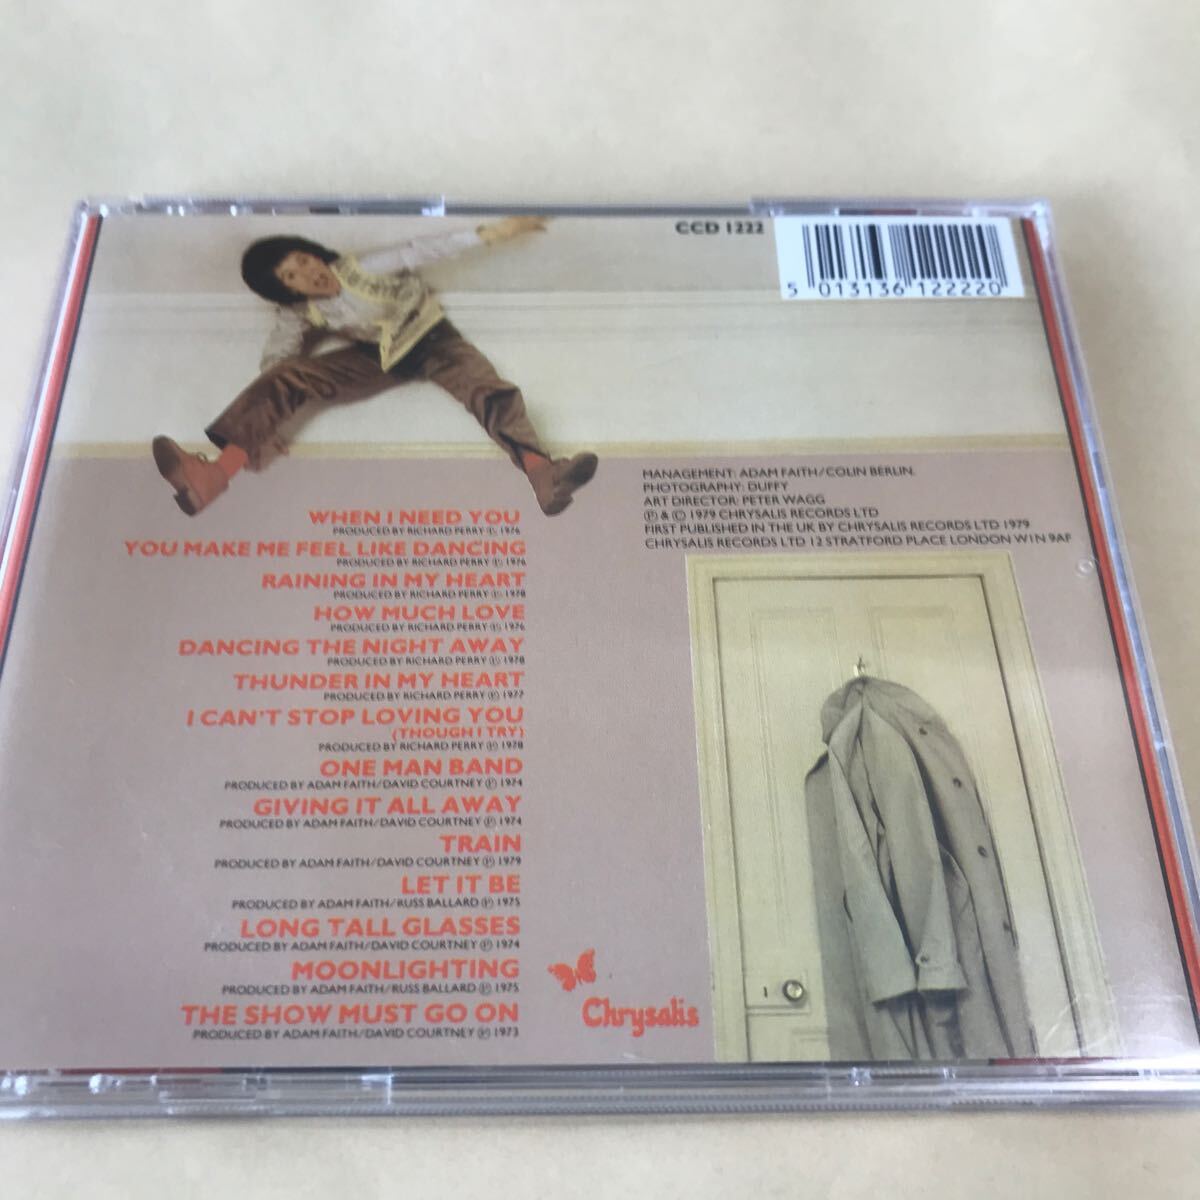 CCD 1222
5 013136 122220
MANAGEMENT: ADAM FAITH/COLIN BERLIN.
PHOTOGRAPHY: DUFFY
ART DIRECTOR: PETER WAGG
℗ & © 1979 CHRYSALIS RECORDS LTD
FIRST PUBLISHED IN THE UK BY CHRYSALIS RECORDS LTD 1979
CHRYSALIS RECORDS LTD 12 STRATFORD PLACE LONDON W1N 9AF
WHEN I NEED YOU
PRODUCED BY RICHARD PERRY ℗ 1976
YOU MAKE ME FEEL LIKE DANCING
PRODUCED BY RICHARD PERRY ℗ 1976
RAINING IN MY HEART
PRODUCED BY RICHARD PERRY ℗ 1978
HOW MUCH LOVE
PRODUCED BY RICHARD PERRY ℗ 1976
DANCING THE NIGHT AWAY
PRODUCED BY RICHARD PERRY ℗ 1978
THUNDER IN MY HEART
PRODUCED BY RICHARD PERRY ℗ 1977
I CAN'T STOP LOVING YOU
(THOUGH I TRY)
PRODUCED BY RICHARD PERRY ℗ 1978
ONE MAN BAND
PRODUCED BY ADAM FAITH/DAVID COURTNEY ℗ 1974
GIVING IT ALL AWAY
PRODUCED BY ADAM FAITH/DAVID COURTNEY ℗ 1974
TRAIN
PRODUCED BY ADAM FAITH/DAVID COURTNEY ℗ 1979
LET IT BE
PRODUCED BY ADAM FAITH/RUSS BALLARD ℗ 1975
LONG TALL GLASSES
PRODUCED BY ADAM FAITH/DAVID COURTNEY ℗ 1974
MOONLIGHTING
PRODUCED BY ADAM FAITH/RUSS BALLARD ℗ 1975
THE SHOW MUST GO ON
PRODUCED BY ADAM FAITH/DAVID COURTNEY ℗ 1973
Chrysalis